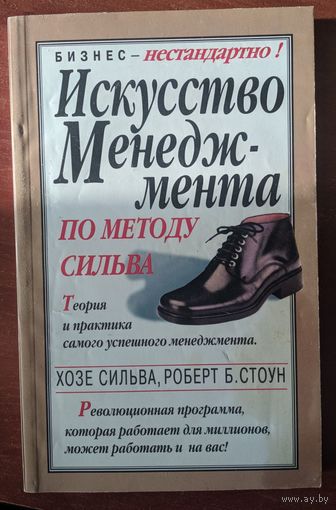 БИЗНЕС – нестандартно!
Искусство
Менедж-
мента
ПО МЕТОДУ
СИЛЬВА
Теория
и практика
самого успешного менеджмента.
ХОЗЕ СИЛЬВА, РОБЕРТ Б.СТОУН
Революционная программа,
которая работает для миллионов,
может работать и на вас!
www.ay.by